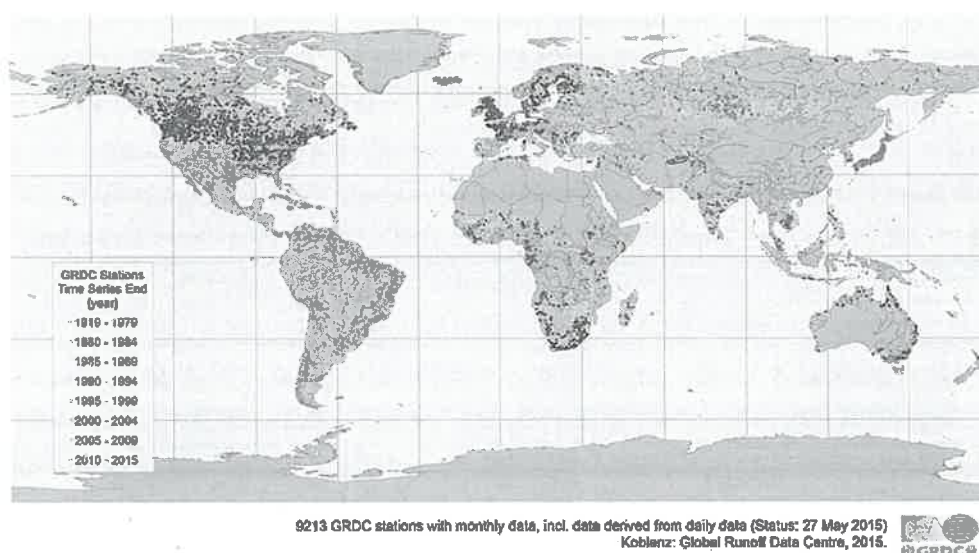 GRDC Stations
Time Series End
(year)
1919 - 1979
1980 - 1984
1985 - 1989
1990 - 1994
1995 - 1999
2000 - 2004
2005 - 2009
2010 - 2015
9213 GRDC stations with monthly data, incl. data derived from daily data (Status: 27 May 2015)
Koblenz: Global Runoff Data Centre, 2015.
GRDC